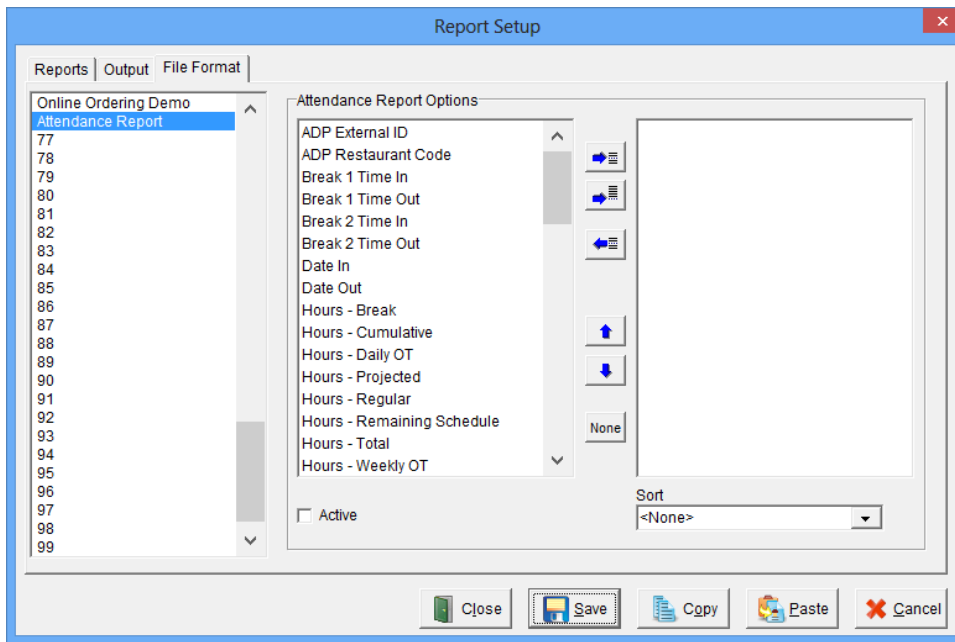 Report Setup
Reports Output File Format
Online Ordering Demo
Attendance Report
77
78
79
80
81
82
83
84
85
86
87
88
89
90
91
92
93
94
95
96
97
98
99
Attendance Report Options
ADP External ID
ADP Restaurant Code
Break 1 Time In
Break 1 Time Out
Break 2 Time In
Break 2 Time Out
Date In
Date Out
Hours - Break
Hours - Cumulative
Hours - Daily OT
Hours - Projected
Hours - Regular
Hours - Remaining Schedule
Hours - Total
Hours - Weekly OT
None
Active
Sort
<None>
Close Save Copy Paste Cancel